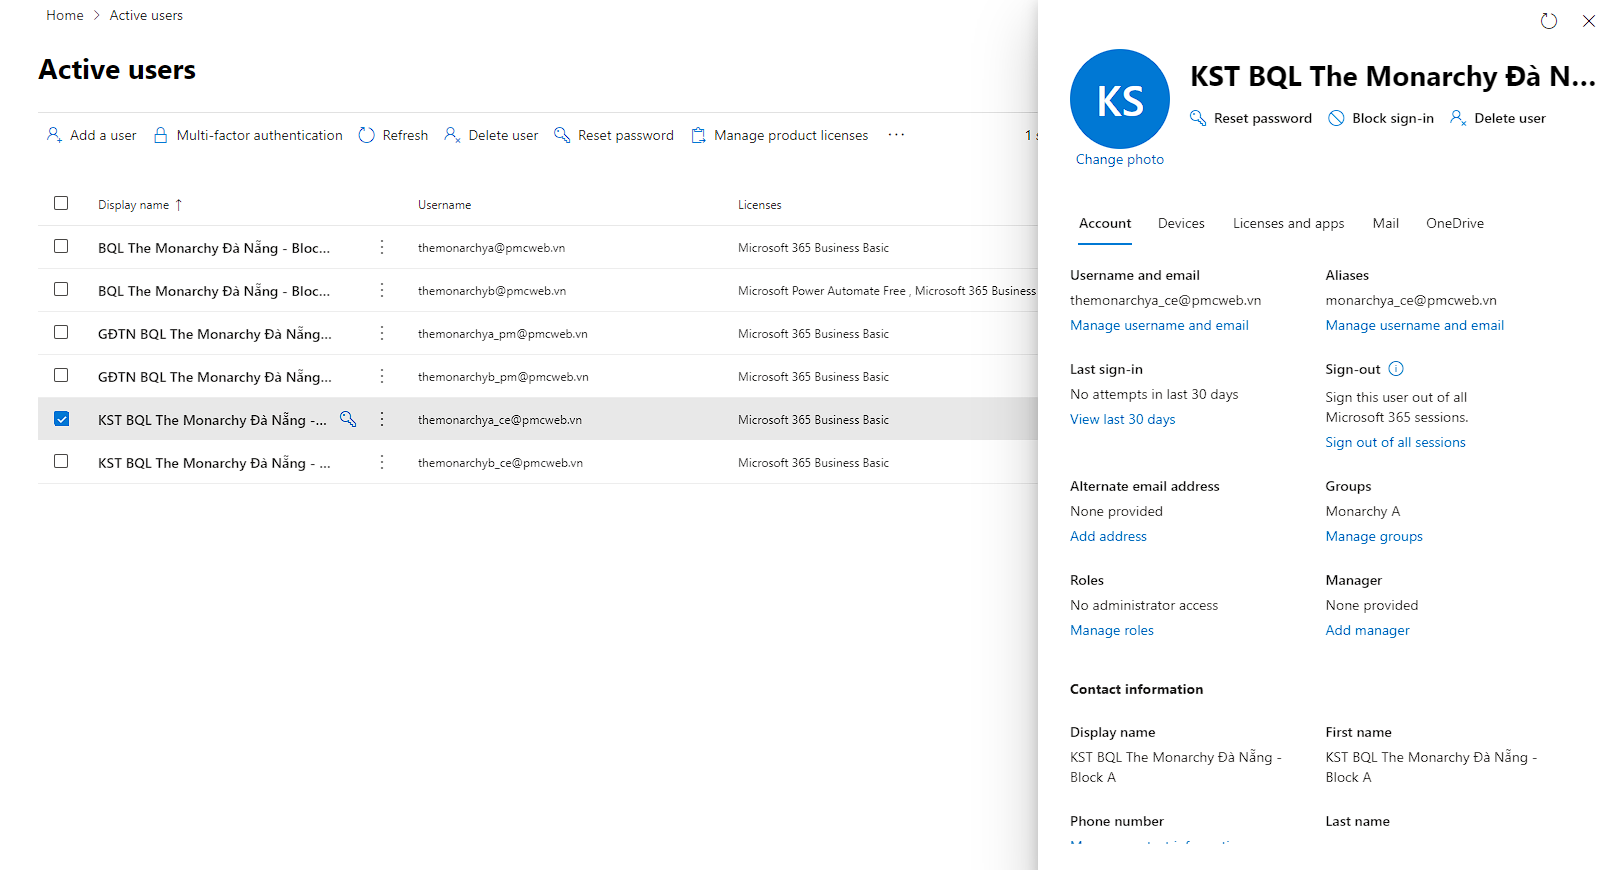 Home > Active users
Active users
Add a user
Multi-factor authentication
Refresh
Delete user
Reset password
Manage product licenses
...
1
Display name ↑
Username
Licenses
BQL The Monarchy Đà Nẵng - Bloc...
themonarchya@pmcweb.vn
Microsoft 365 Business Basic
BQL The Monarchy Đà Nẵng - Bloc...
themonarchyb@pmcweb.vn
Microsoft Power Automate Free , Microsoft 365 Business
GĐTN BQL The Monarchy Đà Nẵng...
themonarchya_pm@pmcweb.vn
Microsoft 365 Business Basic
GĐTN BQL The Monarchy Đà Nẵng...
themonarchyb_pm@pmcweb.vn
Microsoft 365 Business Basic
KST BQL The Monarchy Đà Nẵng -...
themonarchya_ce@pmcweb.vn
Microsoft 365 Business Basic
KST BQL The Monarchy Đà Nẵng - ...
themonarchyb_ce@pmcweb.vn
Microsoft 365 Business Basic
KS
Change photo
KST BQL The Monarchy Đà N...
Reset password
Block sign-in
Delete user
Account
Devices
Licenses and apps
Mail
OneDrive
Username and email
themonarchya_ce@pmcweb.vn
Manage username and email
Aliases
monarchya_ce@pmcweb.vn
Manage username and email
Last sign-in
No attempts in last 30 days
View last 30 days
Sign-out
Sign this user out of all
Microsoft 365 sessions.
Sign out of all sessions
Alternate email address
None provided
Add address
Groups
Monarchy A
Manage groups
Roles
No administrator access
Manage roles
Manager
None provided
Add manager
Contact information
Display name
KST BQL The Monarchy Đà Nẵng -
Block A
First name
KST BQL The Monarchy Đà Nẵng -
Block A
Phone number
Last name